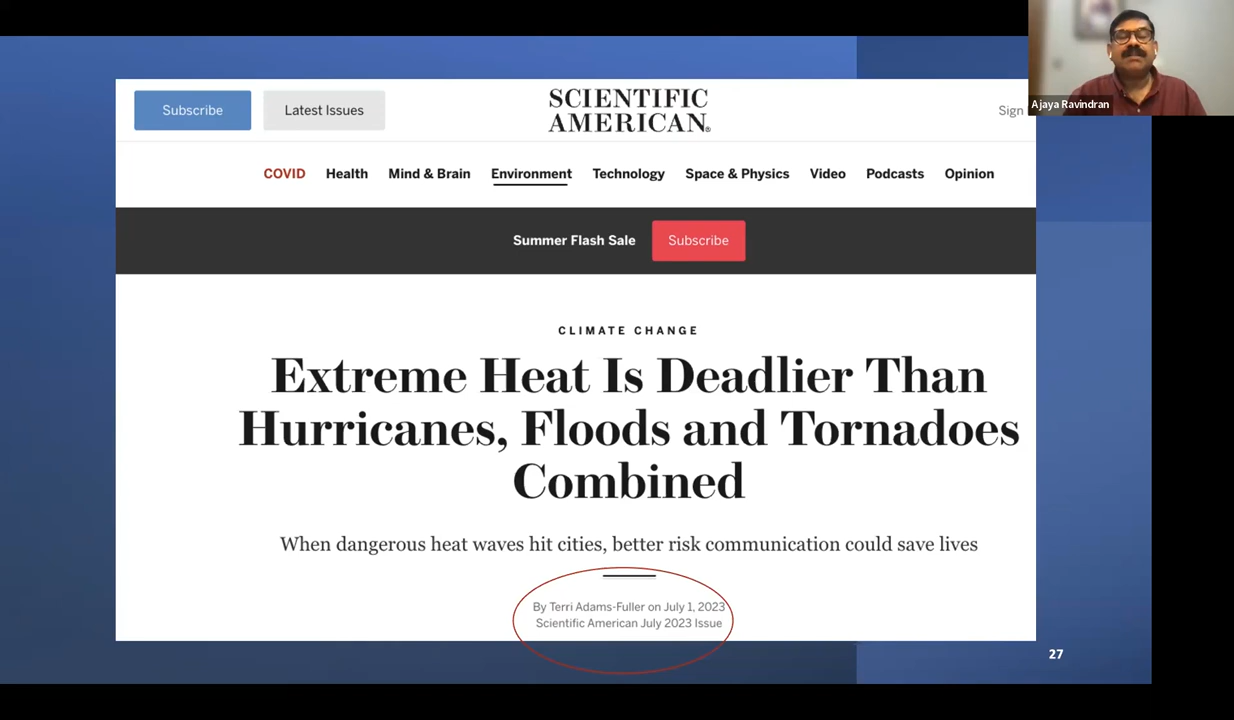 Ajaya Ravindran
Subscribe
Latest Issues
SCIENTIFIC
AMERICAN®
Sign
COVID Health Mind & Brain Environment Technology Space & Physics Video Podcasts Opinion
Summer Flash Sale
Subscribe
CLIMATE CHANGE
Extreme Heat Is Deadlier Than
Hurricanes, Floods and Tornadoes
Combined
When dangerous heat waves hit cities, better risk communication could save lives
By Terri Adams-Fuller on July 1, 2023
Scientific American July 2023 Issue
27